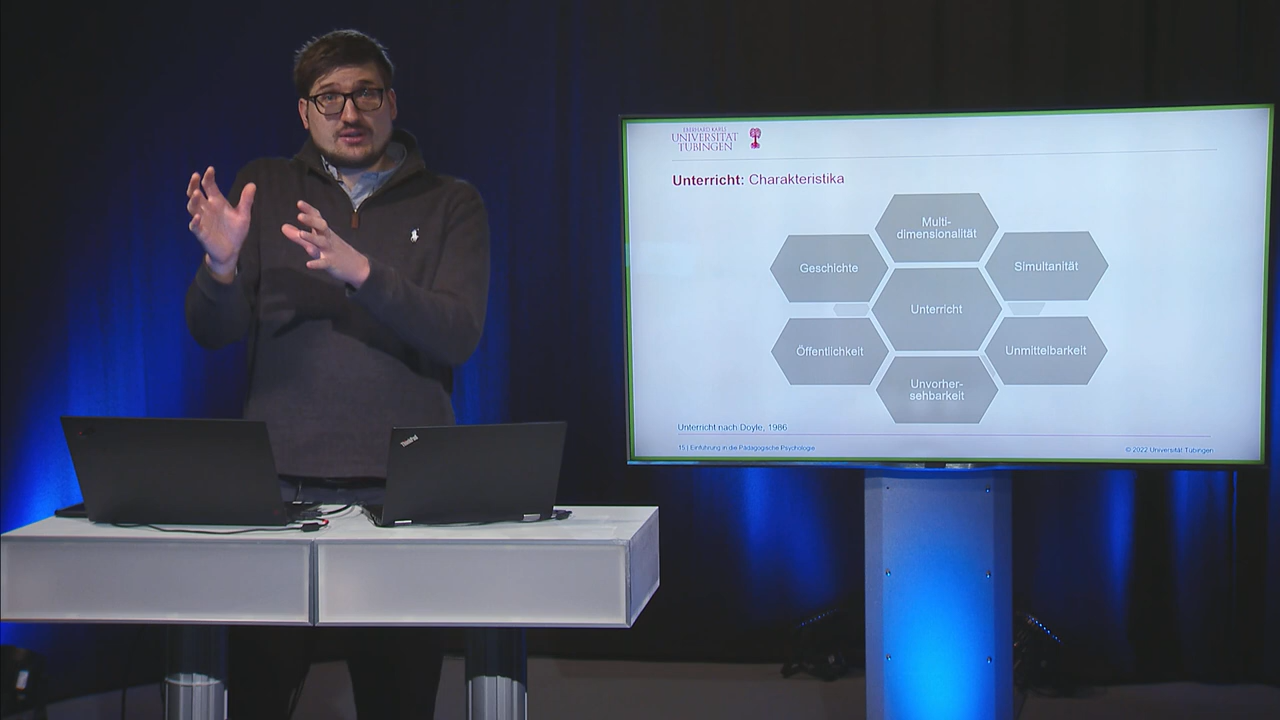 EBERHARD KARLS
UNIVERSITÄT
TÜBINGEN
Unterricht: Charakteristika
Multi-
dimensionalität
Geschichte
Simultanität
Unterricht
Öffentlichkeit
Unmittelbarkeit
Unvorher-
sehbarkeit
Unterricht nach Doyle, 1986
15 | Einführung in die Pädagogische Psychologie
© 2022 Universität Tübingen
ThinkPad